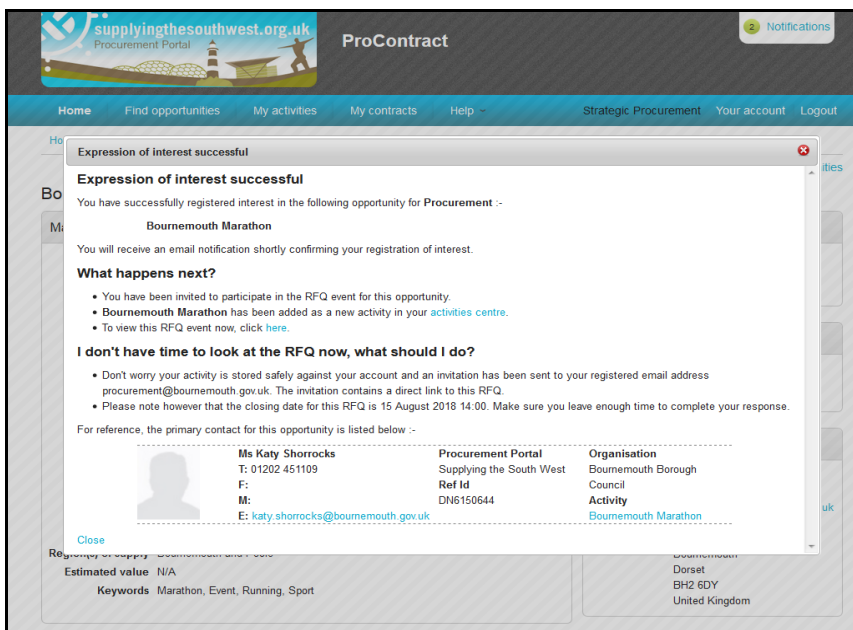 supplyingthesouthwest.org.uk
Procurement Portal
ProContract
2 Notifications
Home Find opportunities My activities My contracts Help Strategic Procurement Your account Logout
Ho
ities
Expression of interest successful
Bo
Expression of interest successful
You have successfully registered interest in the following opportunity for Procurement :-
Ma
Bournemouth Marathon
You will receive an email notification shortly confirming your registration of interest.
What happens next?
• You have been invited to participate in the RFQ event for this opportunity.
• Bournemouth Marathon has been added as a new activity in your activities centre.
• To view this RFQ event now, click here.
I don't have time to look at the RFQ now, what should I do?
• Don't worry your activity is stored safely against your account and an invitation has been sent to your registered email address
procurement@bournemouth.gov.uk. The invitation contains a direct link to this RFQ.
• Please note however that the closing date for this RFQ is 15 August 2018 14:00. Make sure you leave enough time to complete your response.
For reference, the primary contact for this opportunity is listed below :-
Ms Katy Shorrocks Procurement Portal Organisation
T: 01202 451109 Supplying the South West Bournemouth Borough
F: Ref Id Council
M: DN6150644 Activity
E: katy.shorrocks@bournemouth.gov.uk Bournemouth Marathon
uk
Close
Estimated value N/A
Keywords Marathon, Event, Running, Sport
Dorset
BH2 6DY
United Kingdom